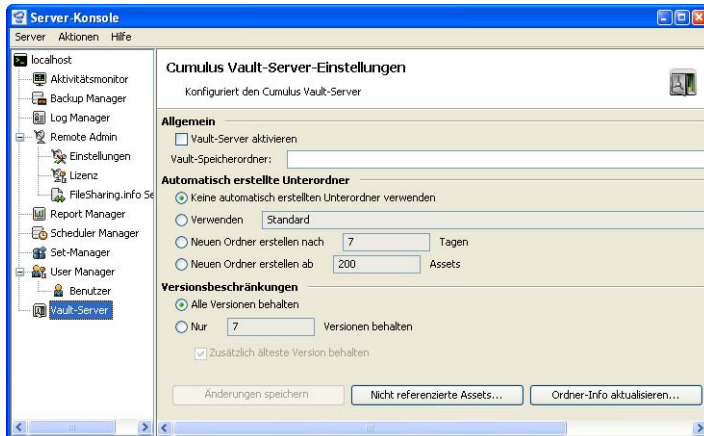 Server-Konsole
Server Aktionen Hilfe
localhost
Aktivitätsmonitor
Backup Manager
Log Manager
Remote Admin
Einstellungen
Lizenz
FileSharing.info Se
Report Manager
Scheduler Manager
Set-Manager
User Manager
Benutzer
Vault-Server
Cumulus Vault-Server-Einstellungen
Konfiguriert den Cumulus Vault-Server
Allgemein
Vault-Server aktivieren
Vault-Speicherordner:
Automatisch erstellte Unterordner
Keine automatisch erstellten Unterordner verwenden
Verwenden Standard
Neuen Ordner erstellen nach 7 Tagen
Neuen Ordner erstellen ab 200 Assets
Versionsbeschränkungen
Alle Versionen behalten
Nur 7 Versionen behalten
Zusätzlich älteste Version behalten
Änderungen speichern Nicht referenzierte Assets... Ordner-Info aktualisieren...